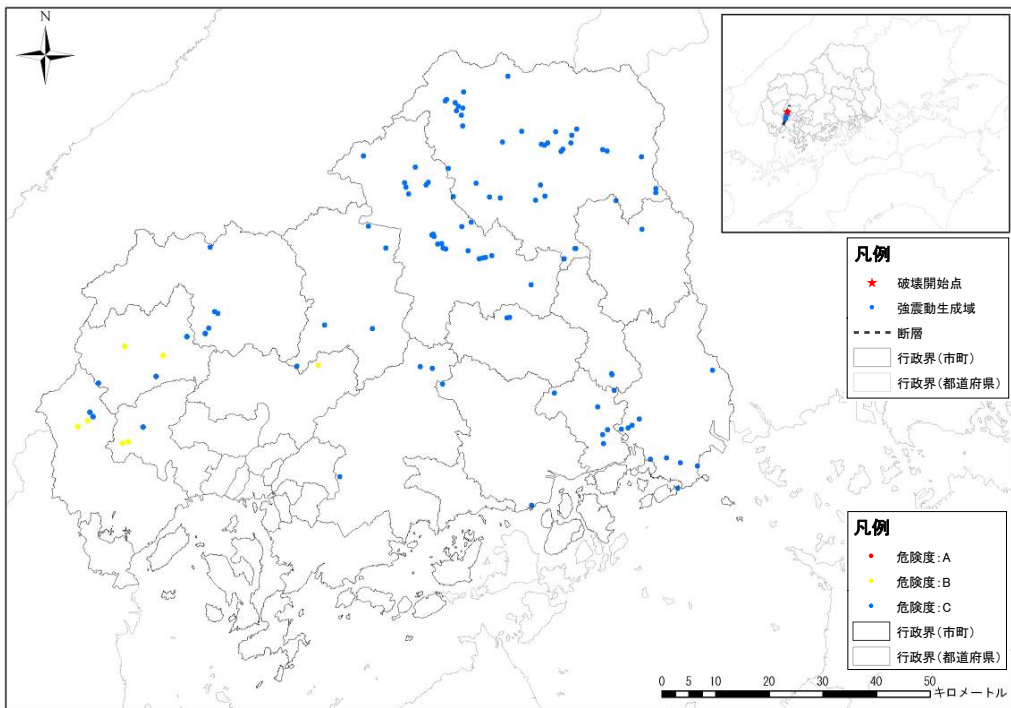 N
凡例
破壊開始点
強震動生成域
断層
行政界(市町)
行政界(都道府県)
凡例
危険度:A
危険度:B
危険度:C
行政界(市町)
行政界(都道府県)
0 5 10 20 30 40 50
キロメートル